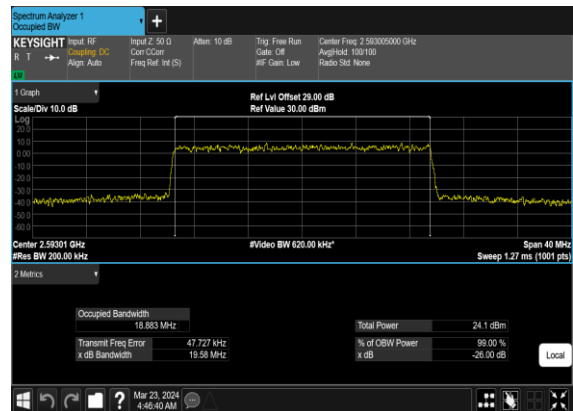 Spectrum Analyzer 1
Occupied BW
+
KEYSIGHT Input: RF Input Z: 50 Ω Atten: 10 dB Trig: Free Run Center Freq: 2.593005000 GHz
R T Coupling: DC Corr CCorr Gate: Off Avg|Hold: 100/100
Align: Auto Freq Ref: Int (S) #IF Gain: Low Radio Std: None
LW
1 Graph Ref Lvl Offset 29.00 dB
Scale/Div 10.0 dB Ref Value 30.00 dBm
Log
20.0
10.0
0.00
-10.0
-20.0
-30.0
-40.0
-50.0
-60.0
Center 2.59301 GHz #Video BW 620.00 kHz* Span 40 MHz
#Res BW 200.00 kHz Sweep 1.27 ms (1001 pts)
2 Metrics
Occupied Bandwidth
18.883 MHz Total Power 24.1 dBm
Transmit Freq Error 47.727 kHz % of OBW Power 99.00 %
x dB Bandwidth 19.58 MHz x dB -26.00 dB
Local
? Mar 23, 2024
4:46:40 AM